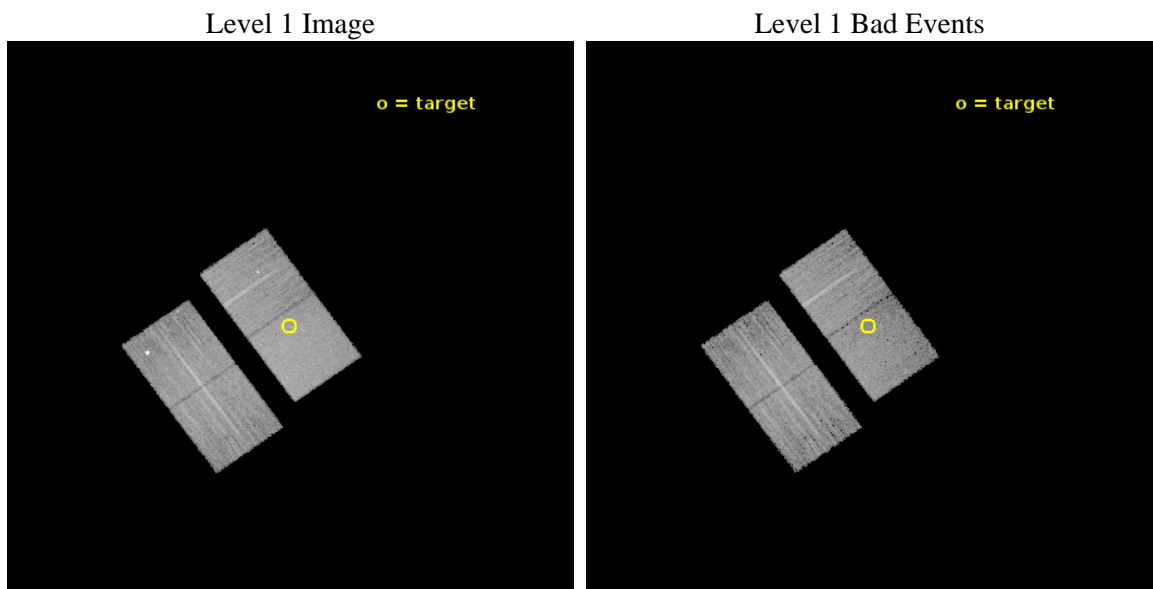 Level 1 Image
Level 1 Bad Events
o = target
o = target